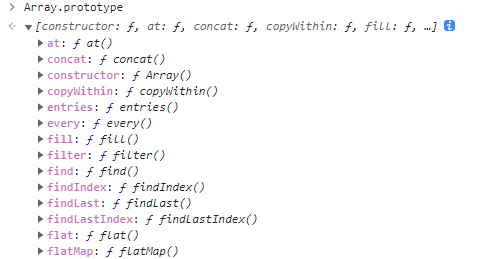 Array.prototype
[constructor: ƒ, at: ƒ, concat: ƒ, copyWithin: ƒ, fill: ƒ, …] i
at: ƒ at()
concat: ƒ concat()
constructor: ƒ Array()
copyWithin: ƒ copyWithin()
entries: ƒ entries()
every: ƒ every()
fill: ƒ fill()
filter: ƒ filter()
find: ƒ find()
findIndex: ƒ findIndex()
findLast: ƒ findLast()
findLastIndex: ƒ findLastIndex()
flat: ƒ flat()
flatMap: ƒ flatMap()